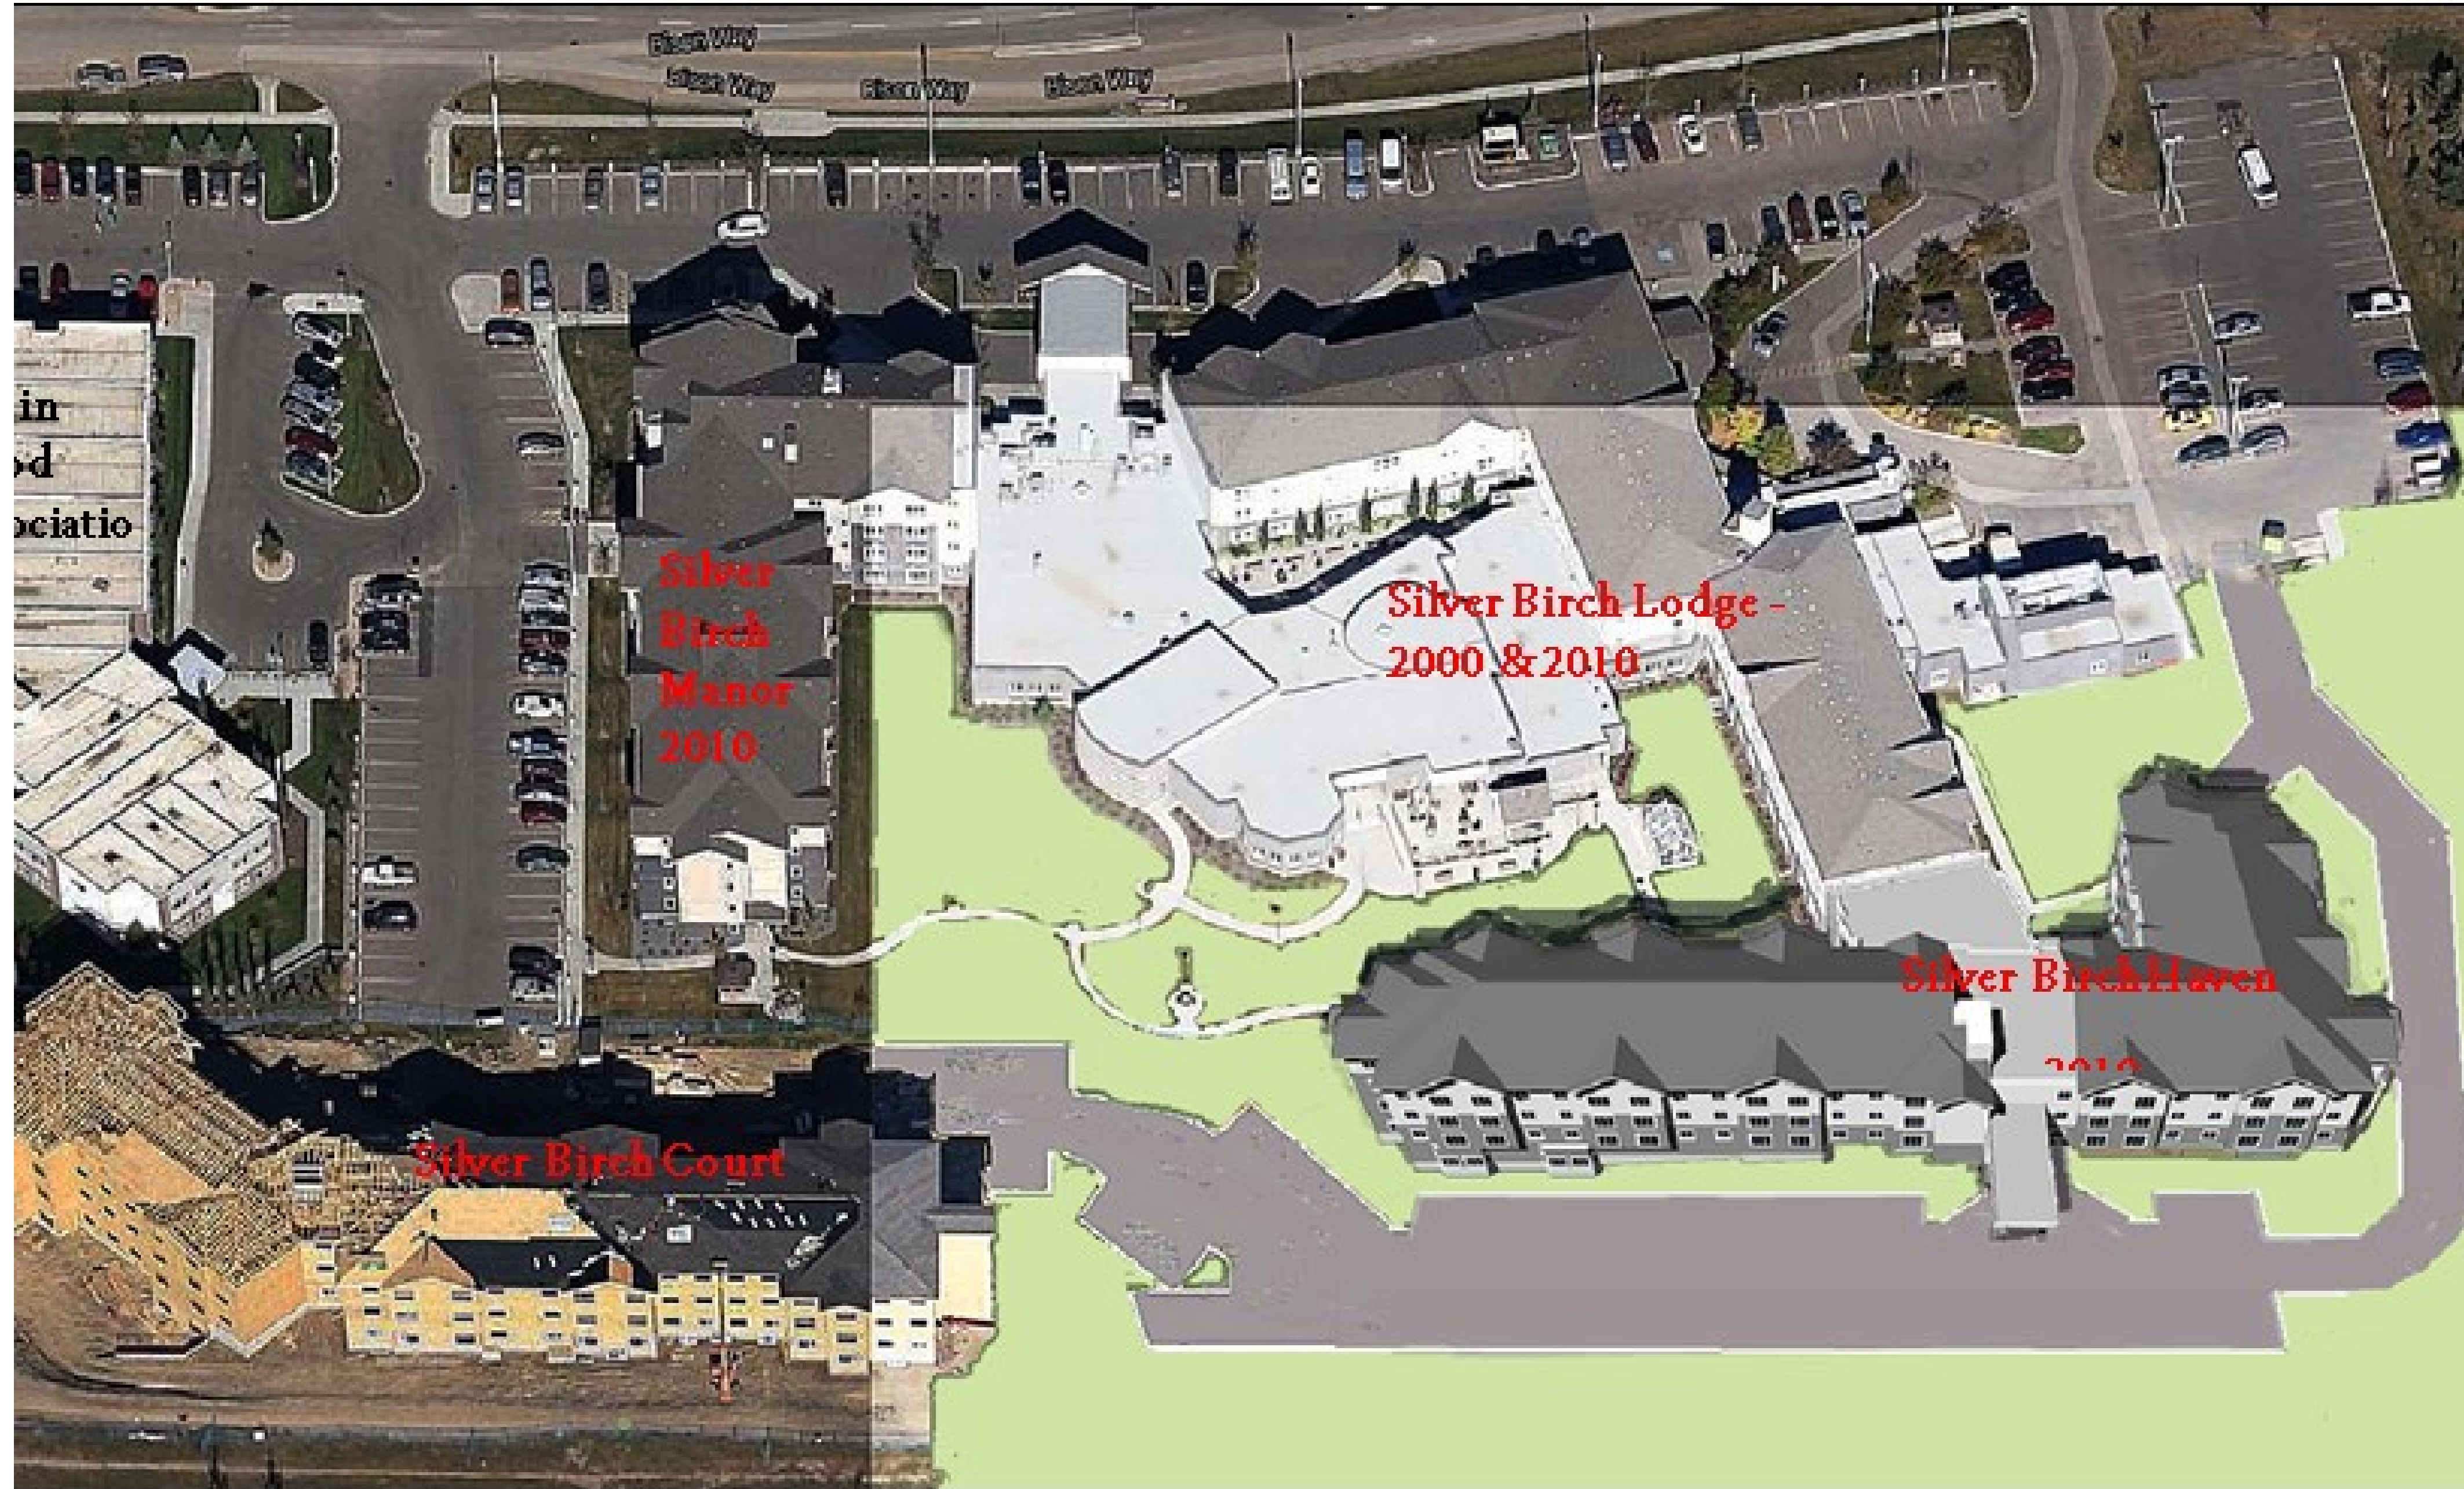 Bison Way
Bison Way
Bison Way
Bison Way
in
od
ociatio
Silver
Birch
Manor
2010
Silver Birch Lodge -
2000 & 2010
Silver Birch Haven
Silver Birch Court